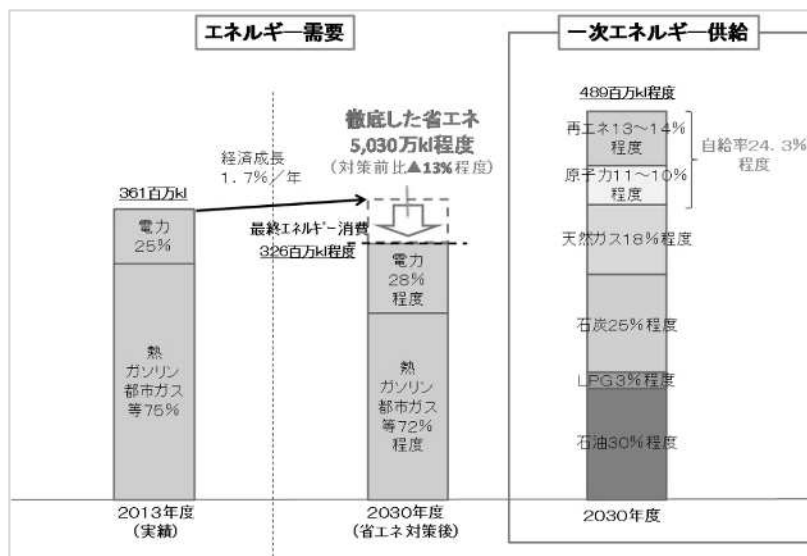 エネルギー需要
一次エネルギー供給
経済成長
1.7%/年
361百万kl
電力
25%
熱
ガソリン
都市ガス
等75%
2013年度
(実績)
徹底した省エネ
5,030万kl程度
(対策前比▲13%程度)
最終エネルギー消費
326百万kl程度
電力
28%
程度
熱
ガソリン
都市ガス
等72%
程度
2030年度
(省エネ対策後)
489百万kl程度
再エネ13～14%
程度
原子力11～10%
程度
自給率24.3%
程度
天然ガス18%程度
石炭25%程度
LPG3%程度
石油30%程度
2030年度